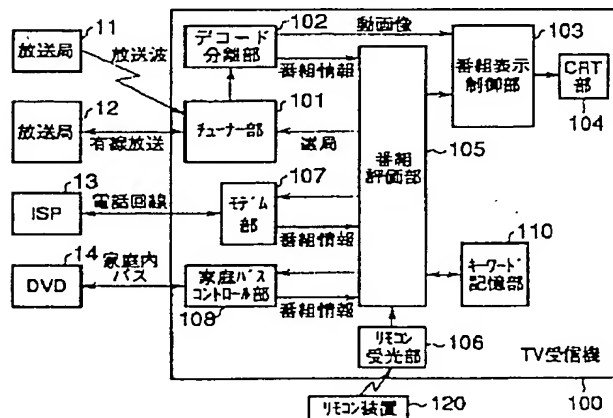 11
放送局
放送波
102
デコード
分離部
動画像
番組情報
103
番組表示
制御部
CRT
部
104
12
放送局
有線放送
101
チューナー部
選局
105
番組
評価部
13
ISP
電話回線
107
モデム
部
番組情報
110
キーワード
記憶部
14
DVD
家庭内
バス
家庭バス
コントロール部
108
番組情報
リモコン
受光部
106
TV受信機
100
リモコン装置
120